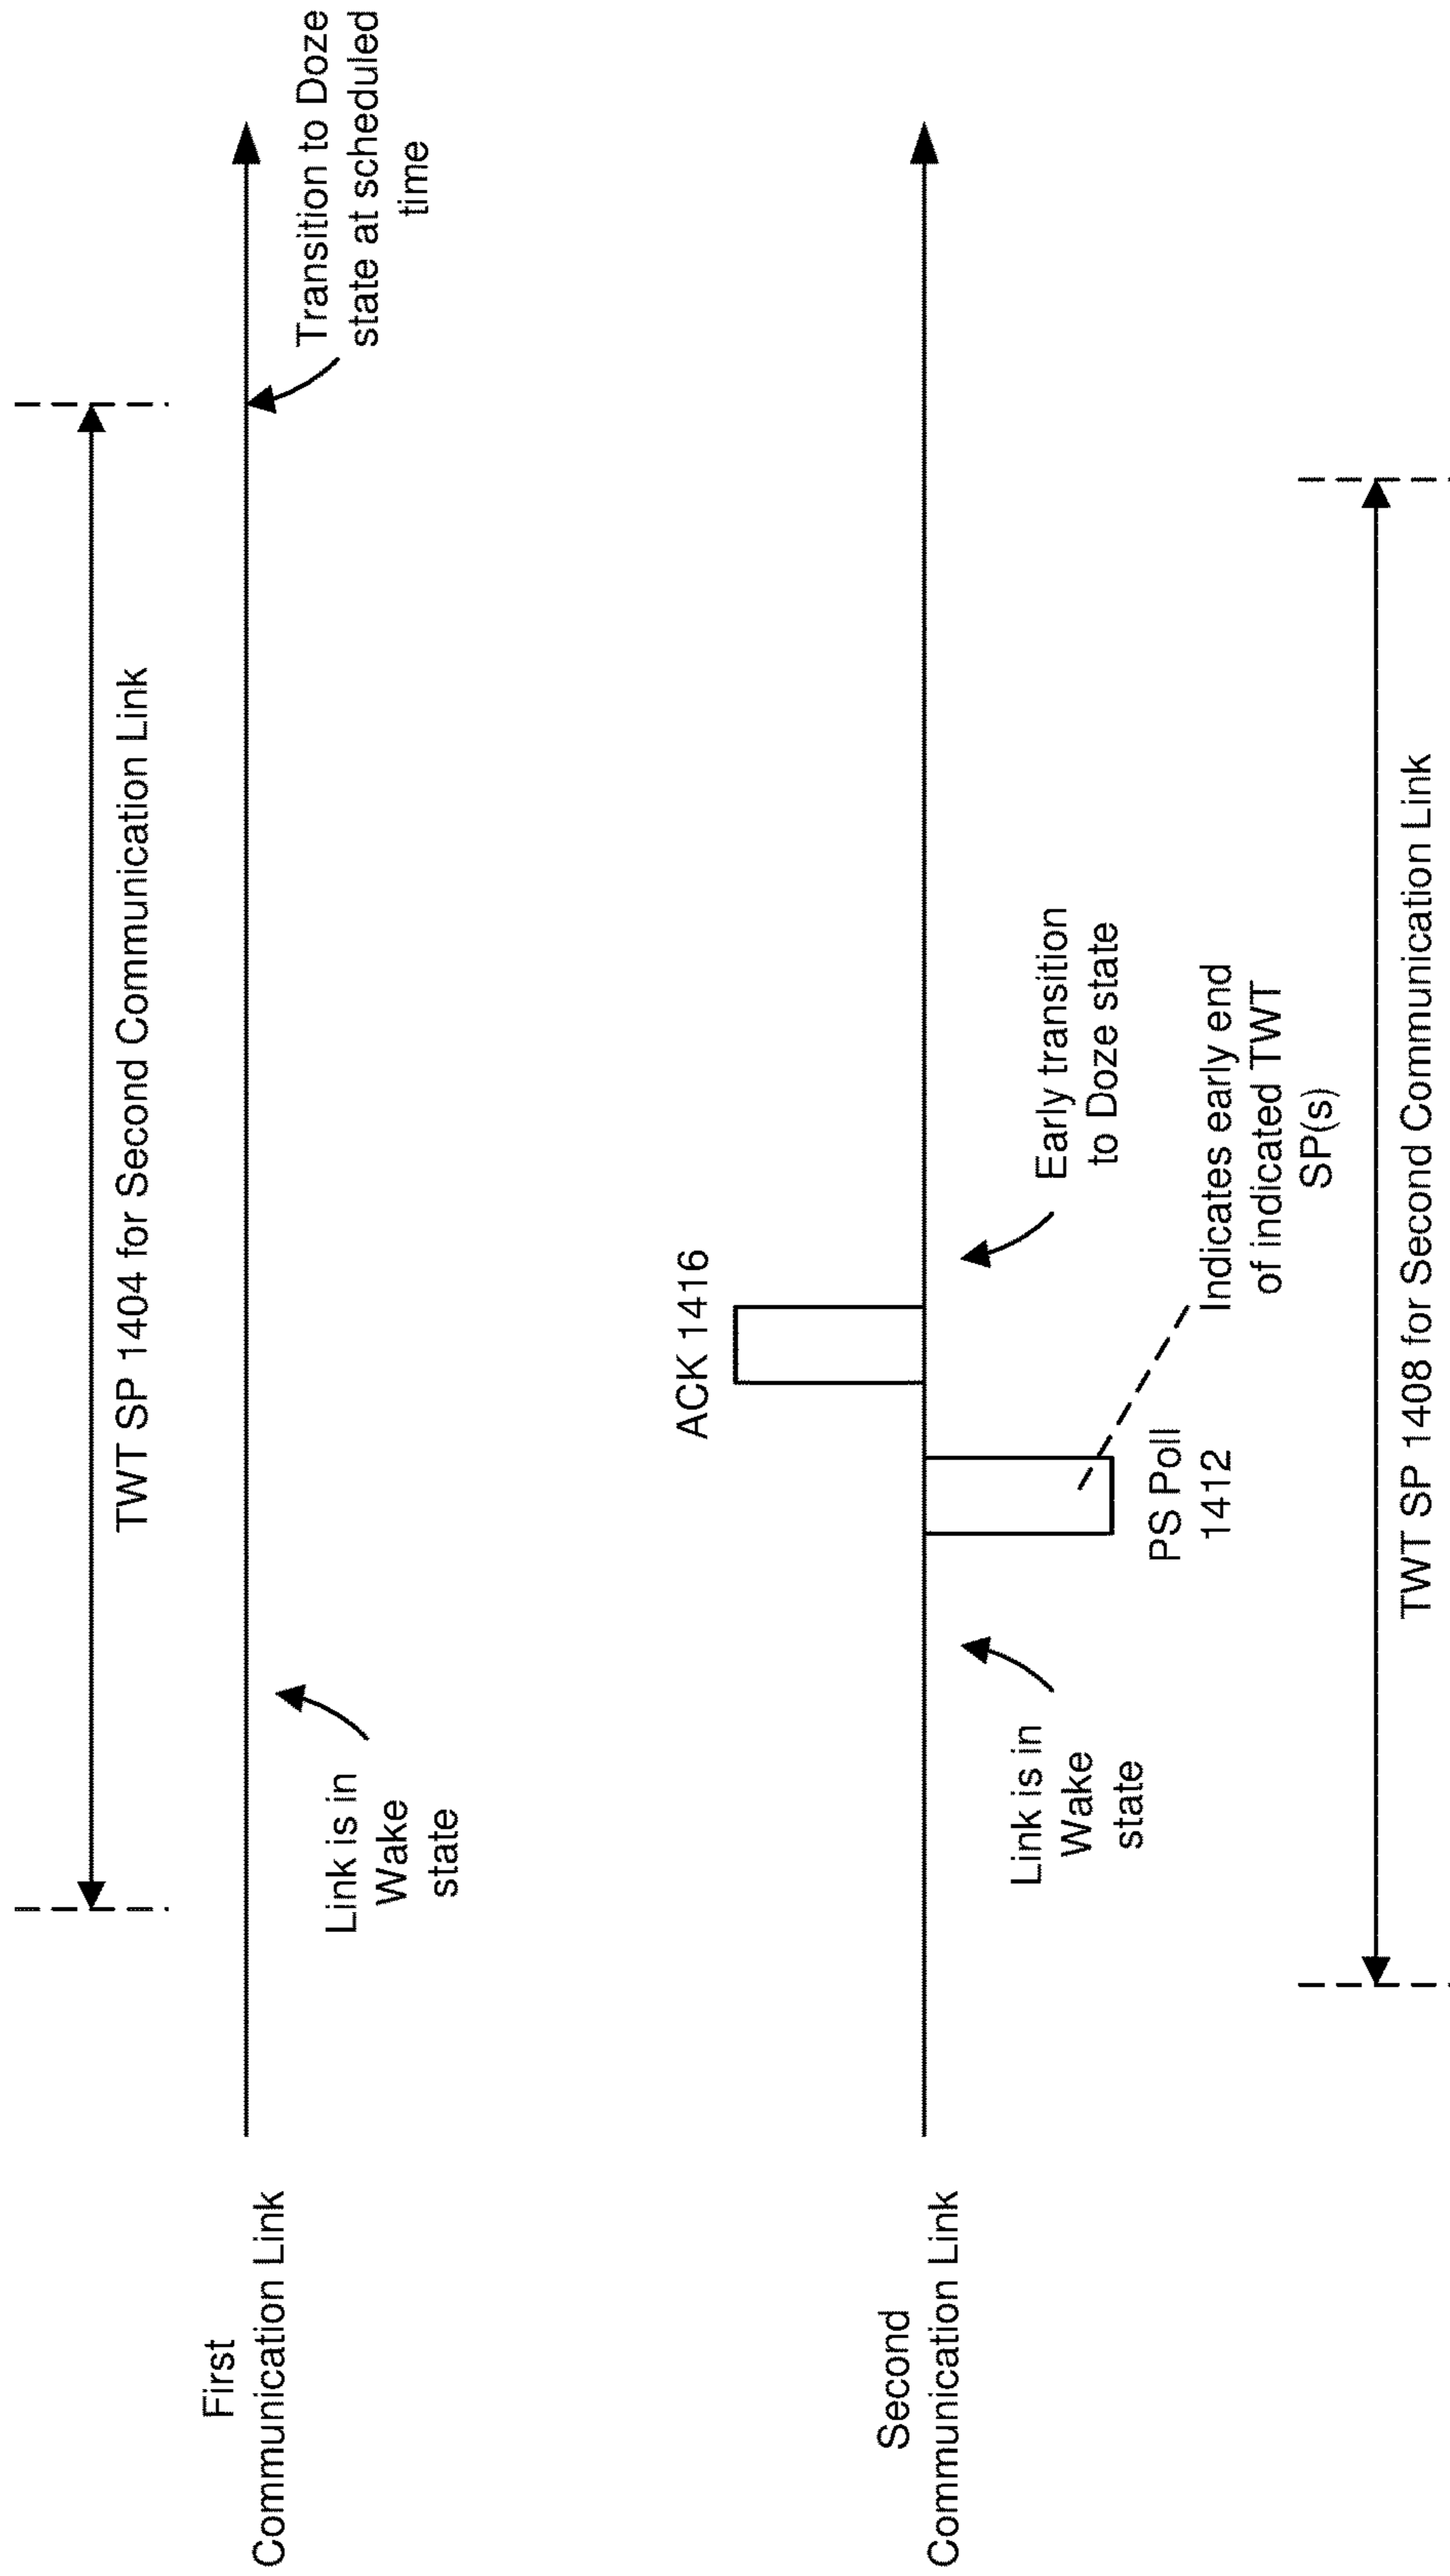 TWT SP 1404 for Second Communication Link
First
Communication Link
Link is in
Wake
state
Transition to Doze
state at scheduled
time
ACK 1416
Second
Communication Link
Link is in
Wake
state
PS Poll
1412
Early transition
to Doze state
Indicates early end
of indicated TWT
SP(s)
TWT SP 1408 for Second Communication Link